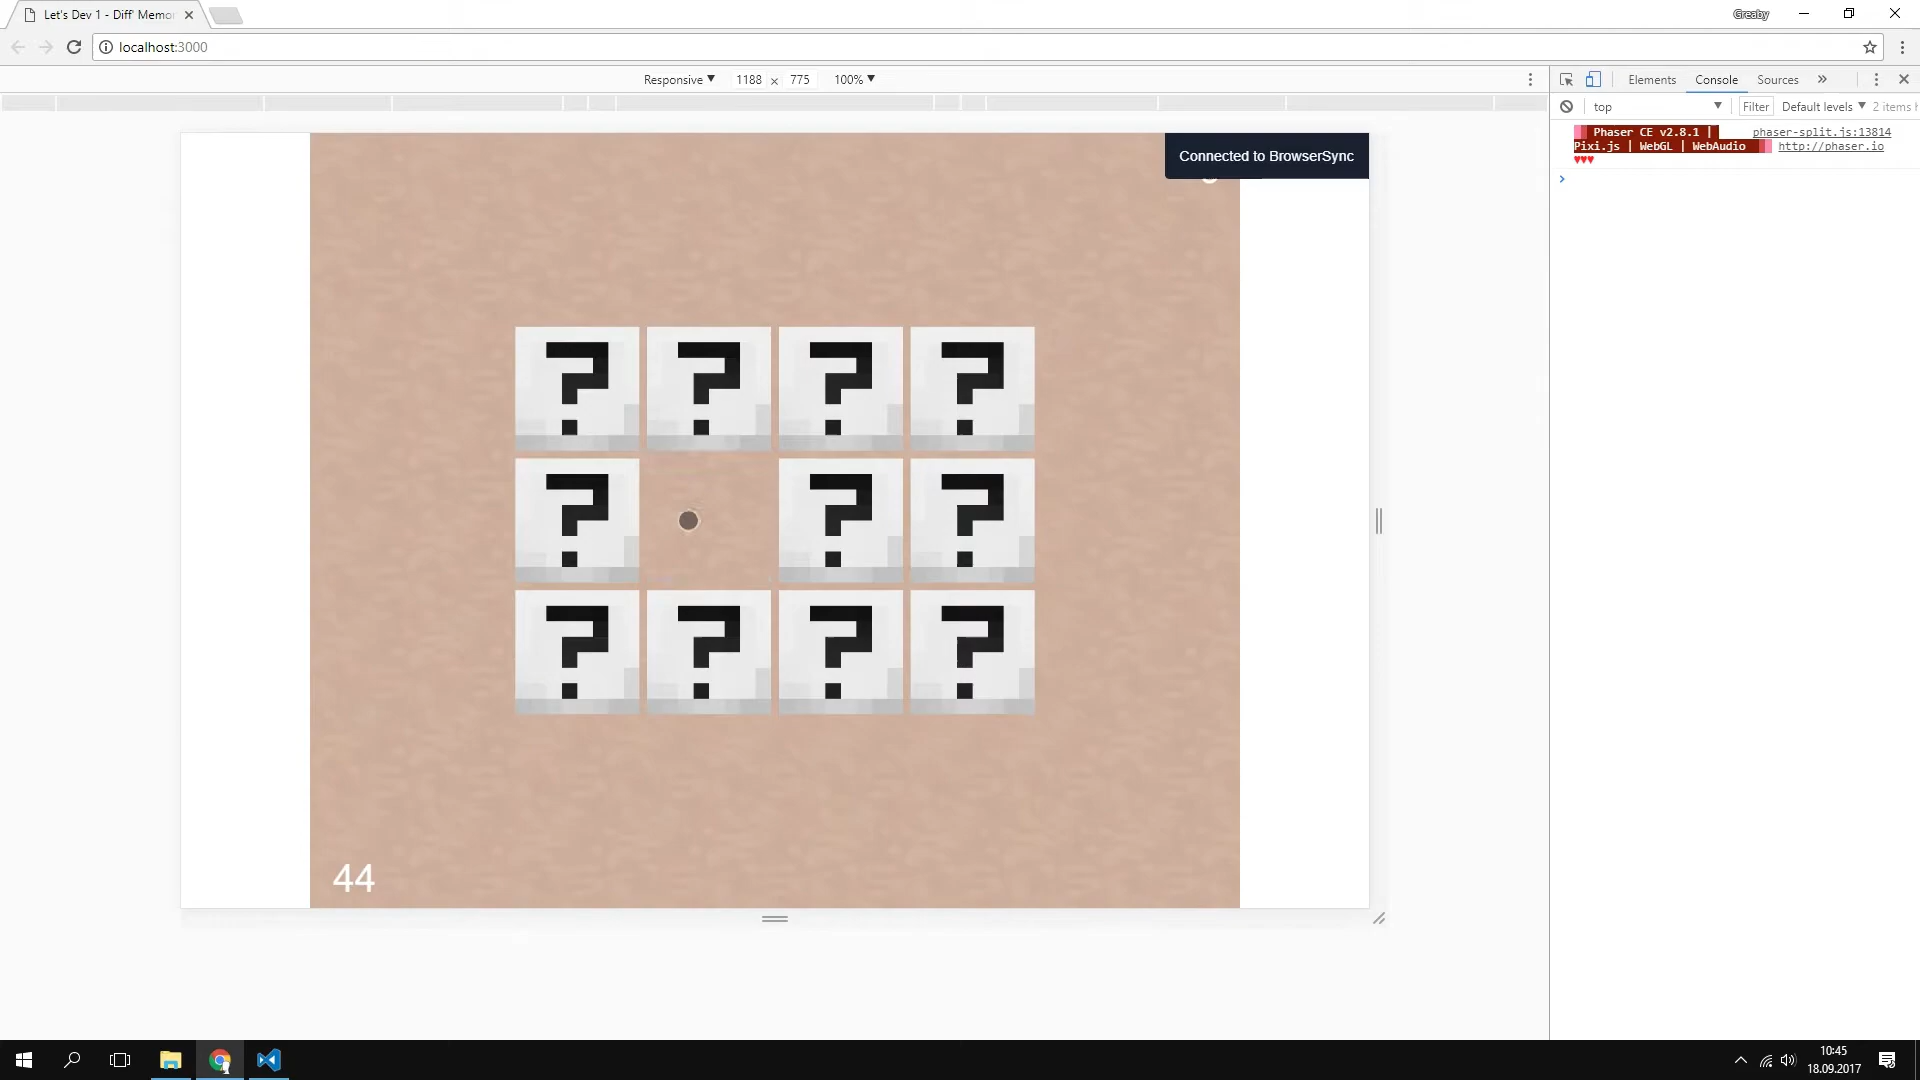 Let's Dev 1 - Diff' Memo
Greaby
localhost:3000
Responsive 1188 × 775 100%
Elements Console Sources »
top Filter Default levels 2 items h
Phaser CE v2.8.1 | phaser-split.js:13814
Pixi.js | WebGL | WebAudio http://phaser.io
♥♥♥
Connected to BrowserSync
? ? ? ?
? ? ?
? ? ? ?
44
10:45
18.09.2017